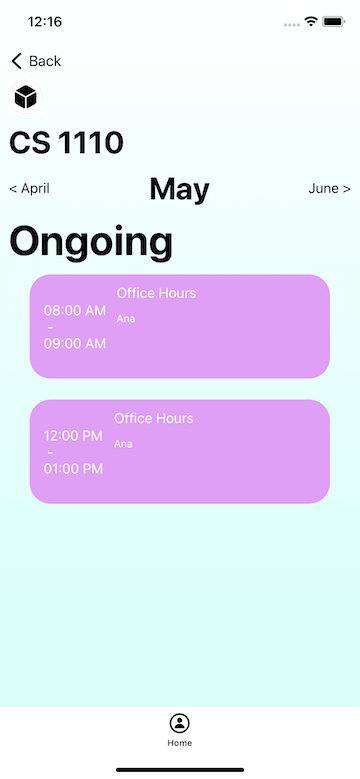 12:16
Back
CS 1110
< April May June >
Ongoing
Office Hours
08:00 AM
Ana
-
09:00 AM
Office Hours
12:00 PM
Ana
-
01:00 PM
Home